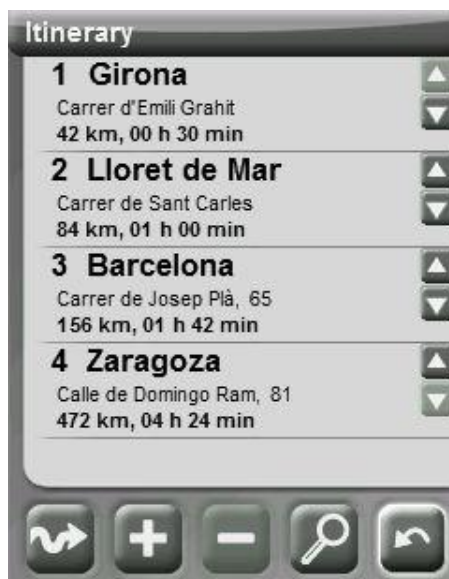 Itinerary
1 Girona
Carrer d'Emili Grahit
42 km, 00 h 30 min
2 Lloret de Mar
Carrer de Sant Carles
84 km, 01 h 00 min
3 Barcelona
Carrer de Josep Plà, 65
156 km, 01 h 42 min
4 Zaragoza
Calle de Domingo Ram, 81
472 km, 04 h 24 min